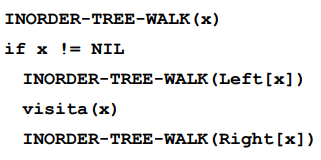 INORDER-TREE-WALK(x)
if x != NIL
INORDER-TREE-WALK(Left[x])
visita(x)
INORDER-TREE-WALK(Right[x])